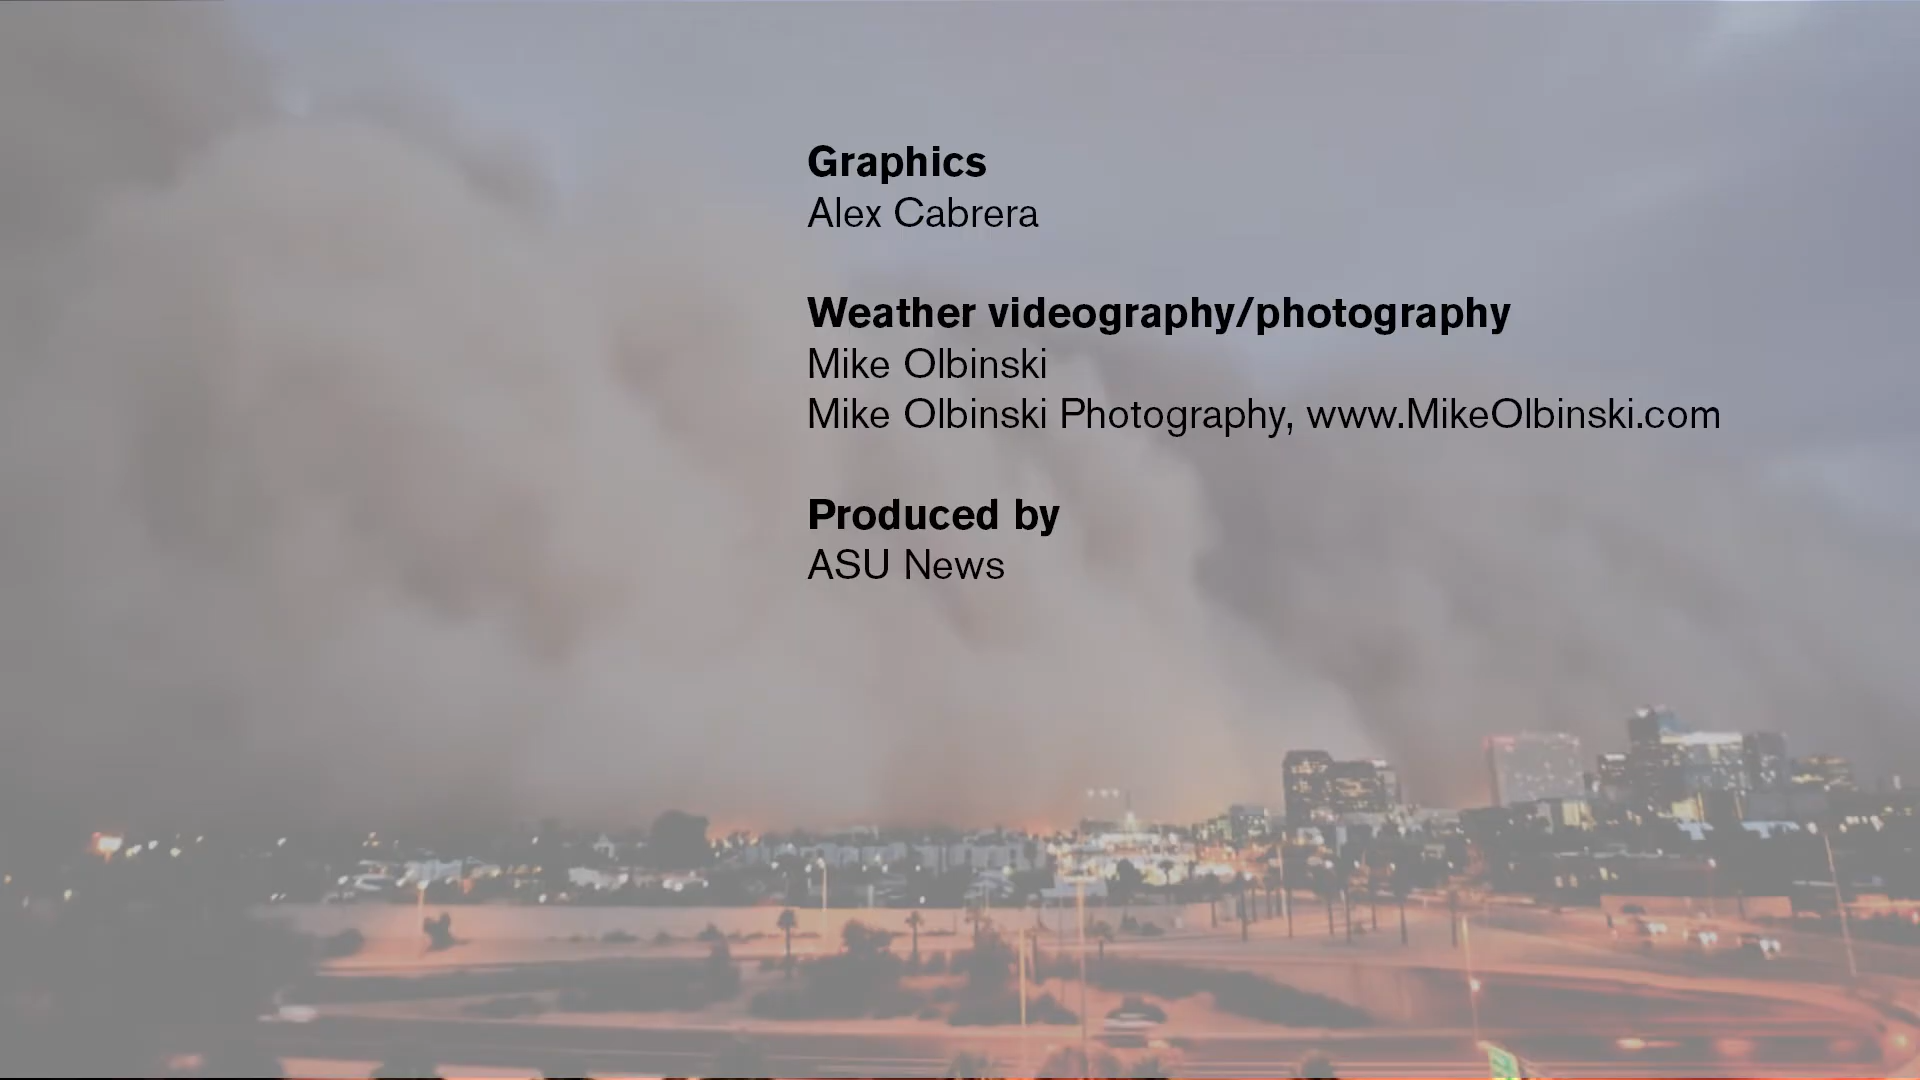 Graphics
Alex Cabrera
Weather videography/photography
Mike Olbinski
Mike Olbinski Photography, www.MikeOlbinski.com
Produced by
ASU News